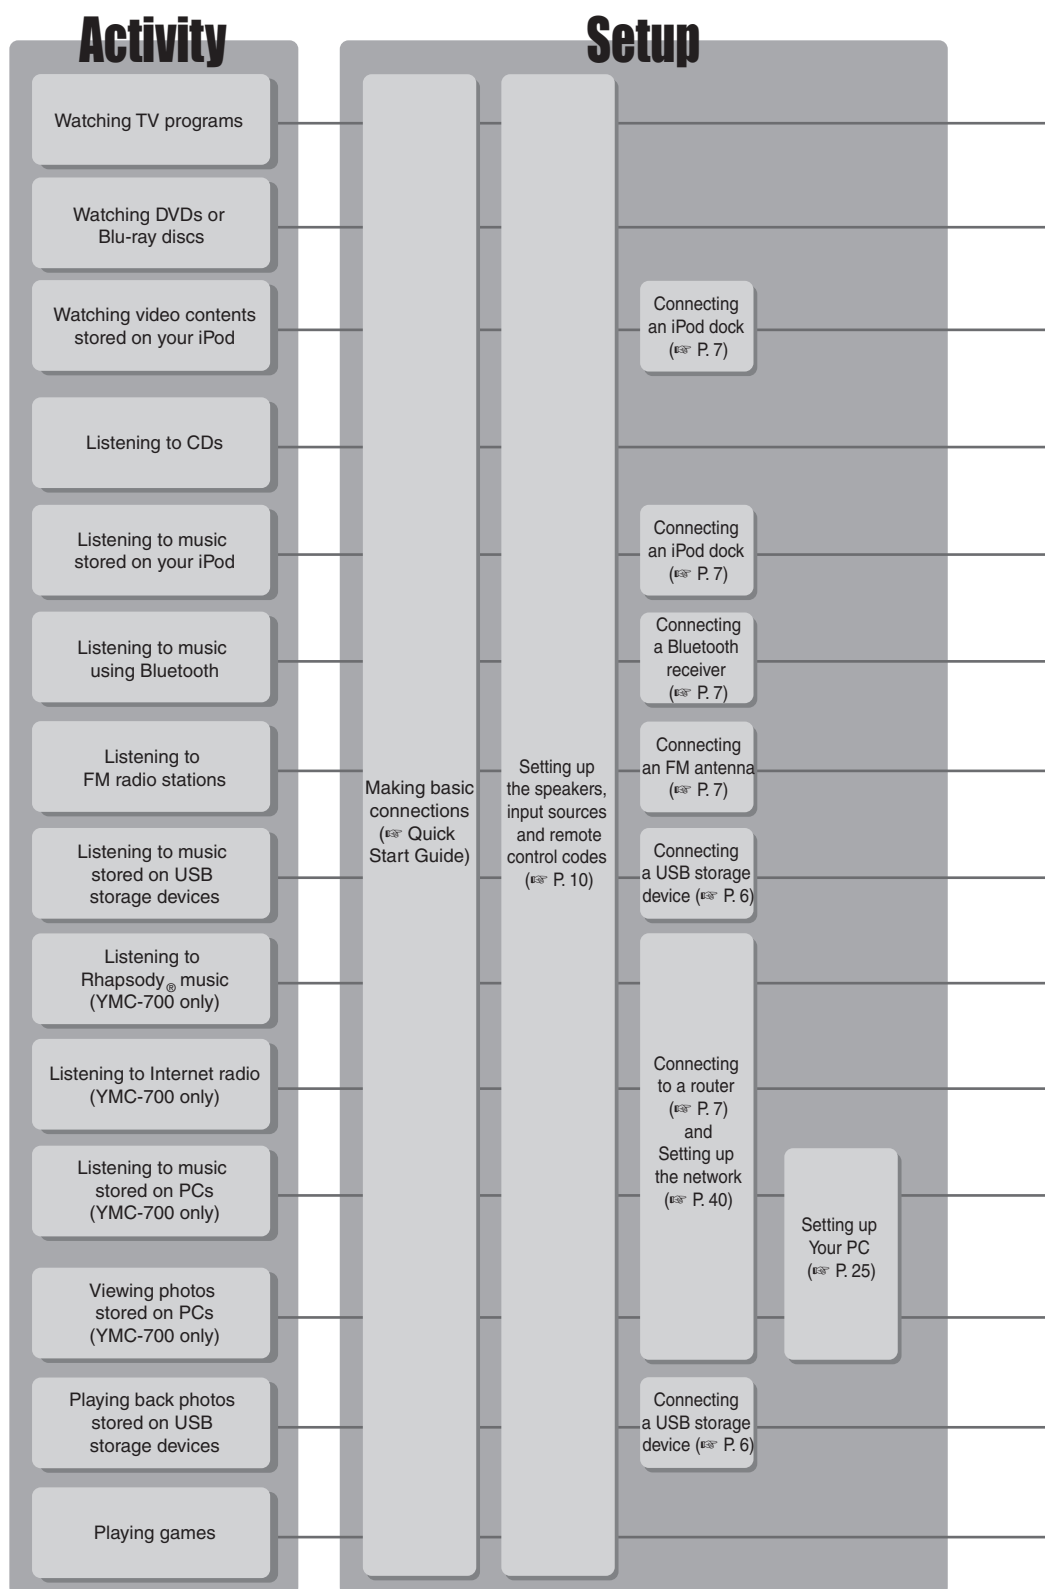 Activity
Setup
Watching TV programs
Watching DVDs or
Blu-ray discs
Watching video contents
stored on your iPod
Listening to CDs
Listening to music
stored on your iPod
Listening to music
using Bluetooth
Listening to
FM radio stations
Listening to music
stored on USB
storage devices
Listening to
Rhapsody® music
(YMC-700 only)
Listening to Internet radio
(YMC-700 only)
Listening to music
stored on PCs
(YMC-700 only)
Viewing photos
stored on PCs
(YMC-700 only)
Playing back photos
stored on USB
storage devices
Playing games
Making basic
connections
(☞ Quick
Start Guide)
Setting up
the speakers,
input sources
and remote
control codes
(☞ P. 10)
Connecting
an iPod dock
(☞ P. 7)
Connecting
an iPod dock
(☞ P. 7)
Connecting
a Bluetooth
receiver
(☞ P. 7)
Connecting
an FM antenna
(☞ P. 7)
Connecting
a USB storage
device (☞ P. 6)
Connecting
to a router
(☞ P. 7)
and
Setting up
the network
(☞ P. 40)
Setting up
Your PC
(☞ P. 25)
Connecting
a USB storage
device (☞ P. 6)